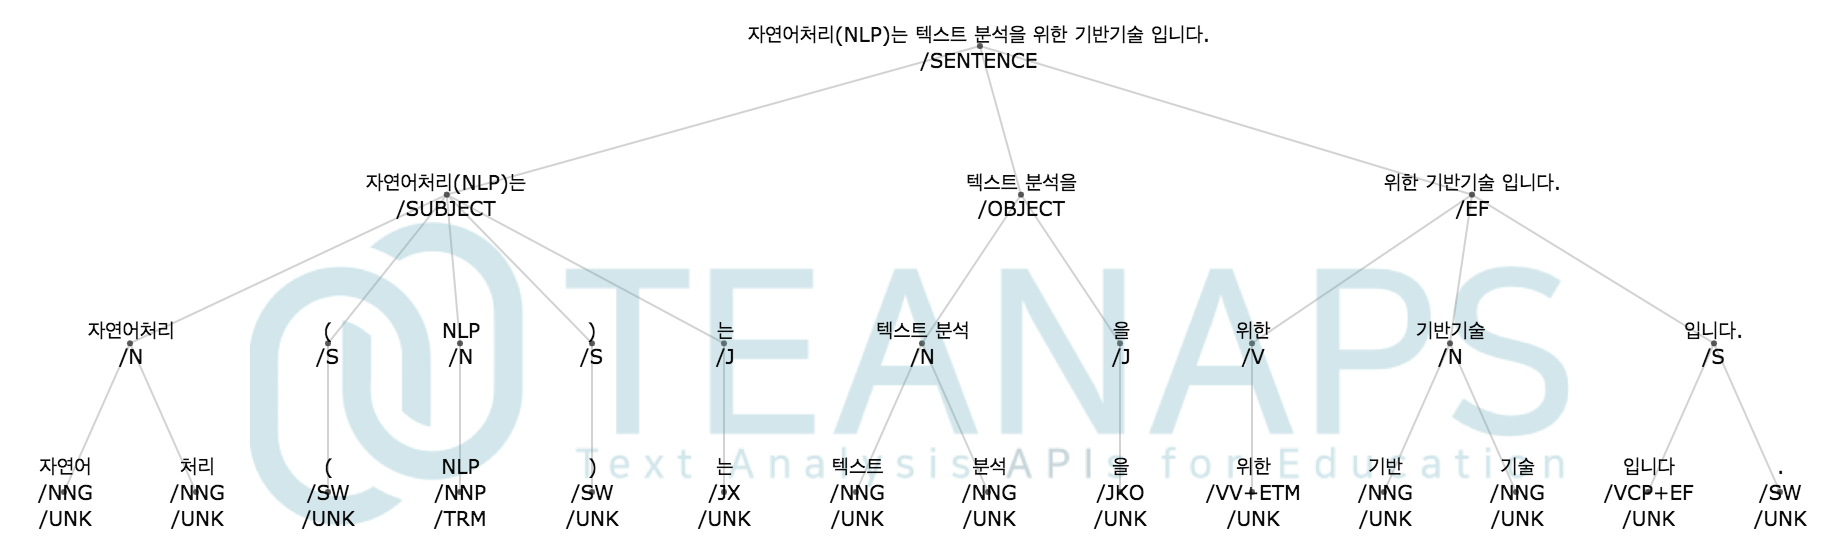 자연어처리(NLP)는 텍스트 분석을 위한 기반기술 입니다.
/SENTENCE
자연어처리(NLP)는 텍스트 분석을 위한 기반기술 입니다.
/SUBJECT /OBJECT /EF
자연어처리 ( NLP ) 는 텍스트 분석 을 위한 기반기술 입니다.
/N /S /N /S /J /N /J /V /N /S
자연어 처리 ( NLP ) 는 텍스트 분석 을 위한 기반 기술 입니다 .
/NNG /NNG /SW /NNP /SW /JX /NNG /NNG /JKO /VV+ETM /NNG /NNG /VCP+EF /SW
/UNK /UNK /UNK /TRM /UNK /UNK /UNK /UNK /UNK /UNK /UNK /UNK /UNK /UNK
TEANAPS
Text Analysis APIs for Education